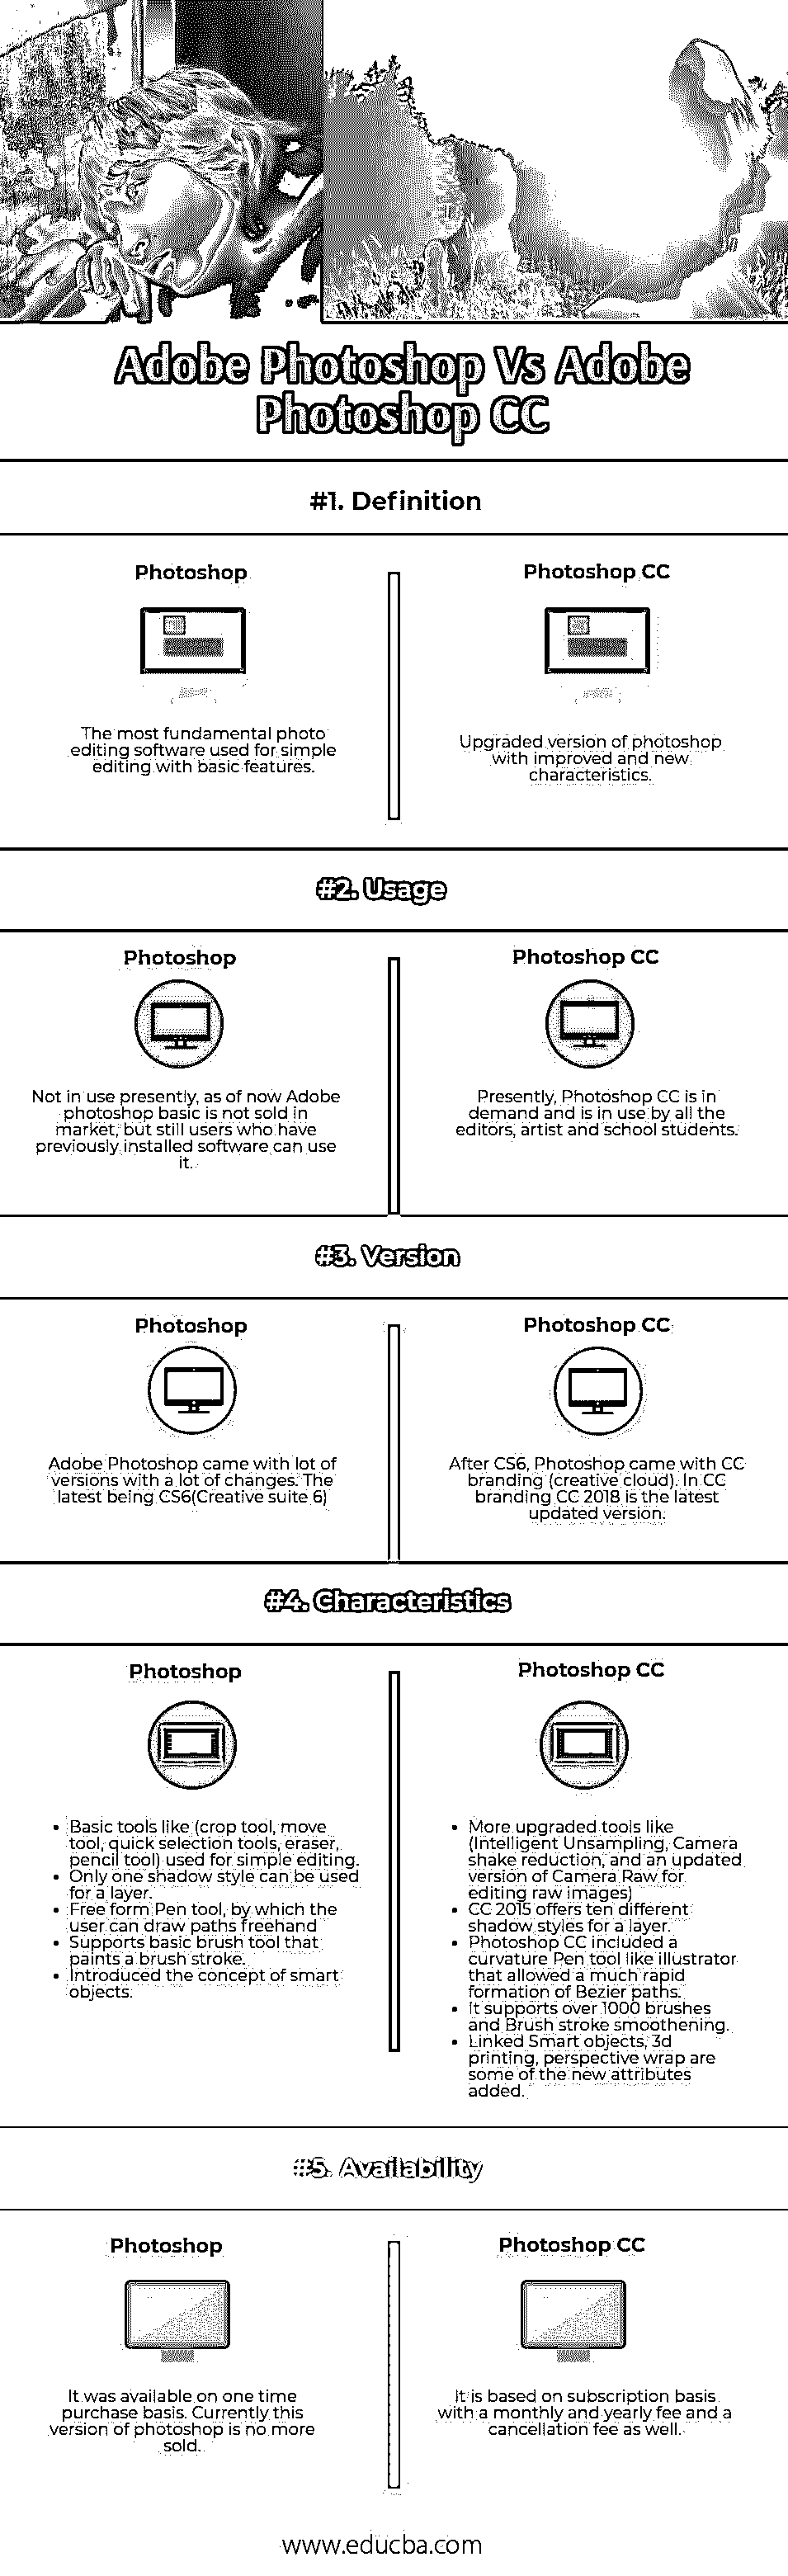 Adobe Photoshop Vs Adobe
Photoshop CC
#1. Definition
Photoshop
The most fundamental photo
editing software used for simple
editing with basic features.
Photoshop CC
Upgraded version of photoshop
with improved and new
characteristics.
#2. Usage
Photoshop
Not in use presently, as of now Adobe
photoshop basic is not sold in
market, but still users who have
previously installed software can use
it.
Photoshop CC
Presently, Photoshop CC is in
demand and is in use by all the
editors, artist and school students.
#3. Version
Photoshop
Adobe Photoshop came with lot of
versions with a lot of changes. The
latest being CS6(Creative suite 6)
Photoshop CC
After CS6, Photoshop came with CC
branding (creative cloud). In CC
branding CC 2018 is the latest
updated version.
#4. Characteristics
Photoshop
• Basic tools like (crop tool, move
tool, quick selection tools, eraser,
pencil tool) used for simple editing.
• Only one shadow style can be used
for a layer.
• Free form Pen tool, by which the
user can draw paths freehand
• Supports basic brush tool that
paints a brush stroke.
• Introduced the concept of smart
objects.
Photoshop CC
• More upgraded tools like
(Intelligent Unsampling, Camera
shake reduction, and an updated
version of Camera Raw for
editing raw images)
• CC 2015 offers ten different
shadow styles for a layer.
• Photoshop CC included a
curvature Pen tool like illustrator
that allowed a much rapid
formation of Bezier paths.
• It supports over 1000 brushes
and Brush stroke smoothening.
• Linked Smart objects, 3d
printing, perspective wrap are
some of the new attributes
added.
#5. Availability
Photoshop
It was available on one time
purchase basis. Currently this
version of photoshop is no more
sold.
Photoshop CC
It is based on subscription basis
with a monthly and yearly fee and a
cancellation fee as well.
www.educba.com